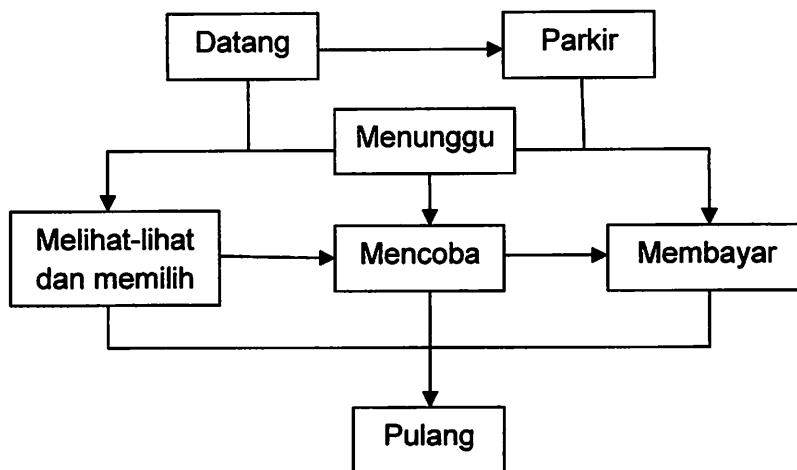 Datang
Parkir
Menunggu
Melihat-lihat
dan memilih
Mencoba
Membayar
Pulang